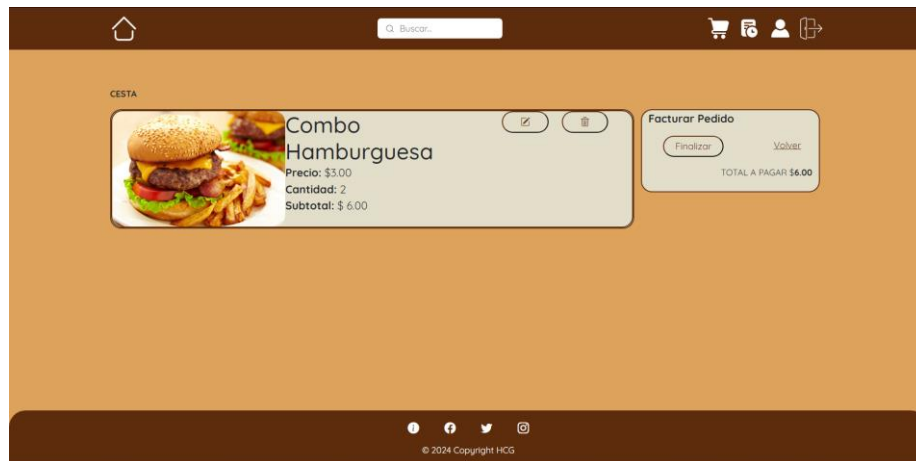 Buscar..
CESTA
Combo
Hamburguesa
Precio: $3.00
Cantidad: 2
Subtotal: $ 6.00
Facturar Pedido
Finalizar
Volver
TOTAL A PAGAR $6.00
© 2024 Copyright HCG